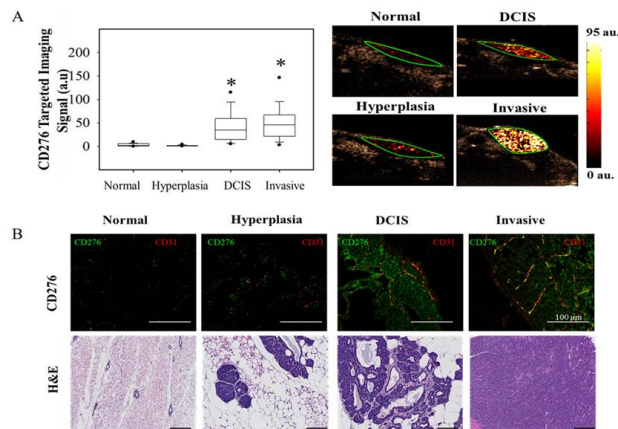 A
CD276 Targeted Imaging
Signal (a.u)
200
150
100
50
0
*
*
Normal
Hyperplasia
DCIS
Invasive
Normal
DCIS
Hyperplasia
Invasive
95 au.
0 au.
B
Normal
Hyperplasia
DCIS
Invasive
CD276
CD276
CD31
CD276
CD31
CD276
CD31
CD276
CD31
100 µm
H&E